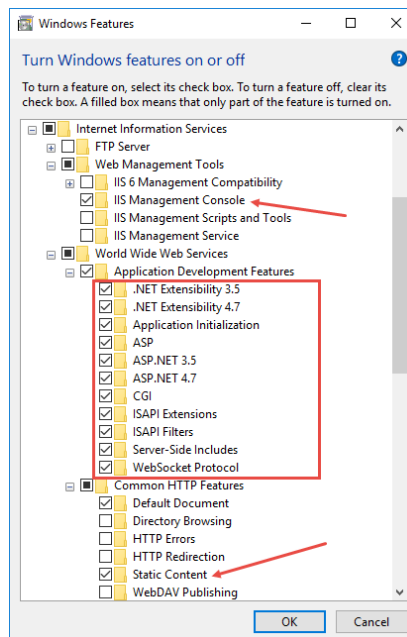 Windows Features
Turn Windows features on or off
To turn a feature on, select its check box. To turn a feature off, clear its
check box. A filled box means that only part of the feature is turned on.
Internet Information Services
FTP Server
Web Management Tools
IIS 6 Management Compatibility
IIS Management Console
IIS Management Scripts and Tools
IIS Management Service
World Wide Web Services
Application Development Features
.NET Extensibility 3.5
.NET Extensibility 4.7
Application Initialization
ASP
ASP.NET 3.5
ASP.NET 4.7
CGI
ISAPI Extensions
ISAPI Filters
Server-Side Includes
WebSocket Protocol
Common HTTP Features
Default Document
Directory Browsing
HTTP Errors
HTTP Redirection
Static Content
WebDAV Publishing
OK Cancel